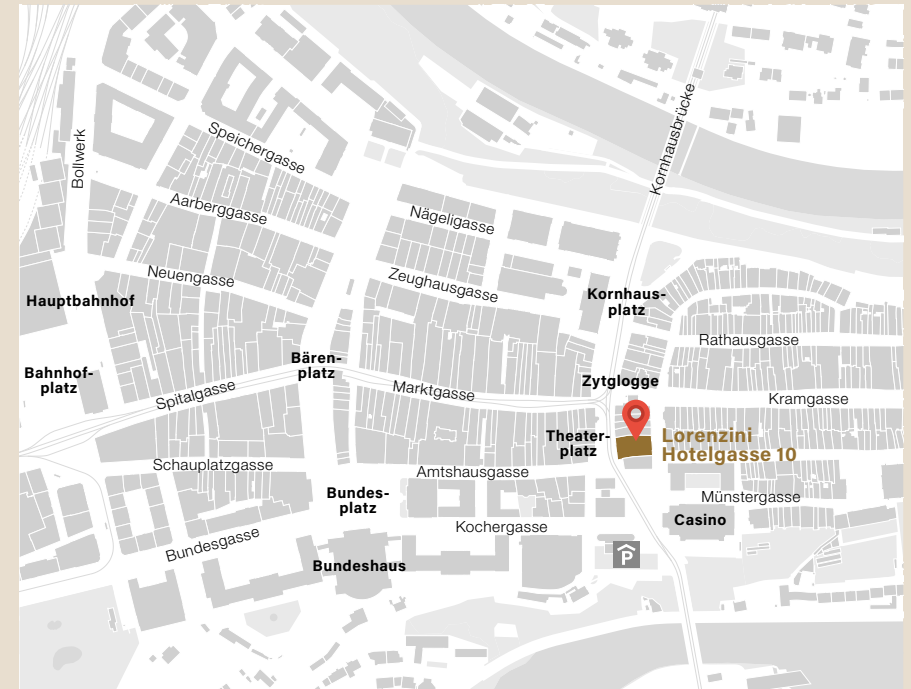 Kornhausbrücke
Speichergasse
Bollwerk
Aarberggasse
Nägeligasse
Neuengasse
Zeughausgasse
Hauptbahnhof
Kornhaus-
platz
Rathausgasse
Bären-
platz
Bahnhof-
platz
Zytglogge
Spitalgasse
Marktgasse
Kramgasse
Theater-
platz
Lorenzini
Hotelgasse 10
Schauplatzgasse
Amtshausgasse
Bundes-
platz
Münstergasse
Casino
Kochergasse
Bundesgasse
P
Bundeshaus